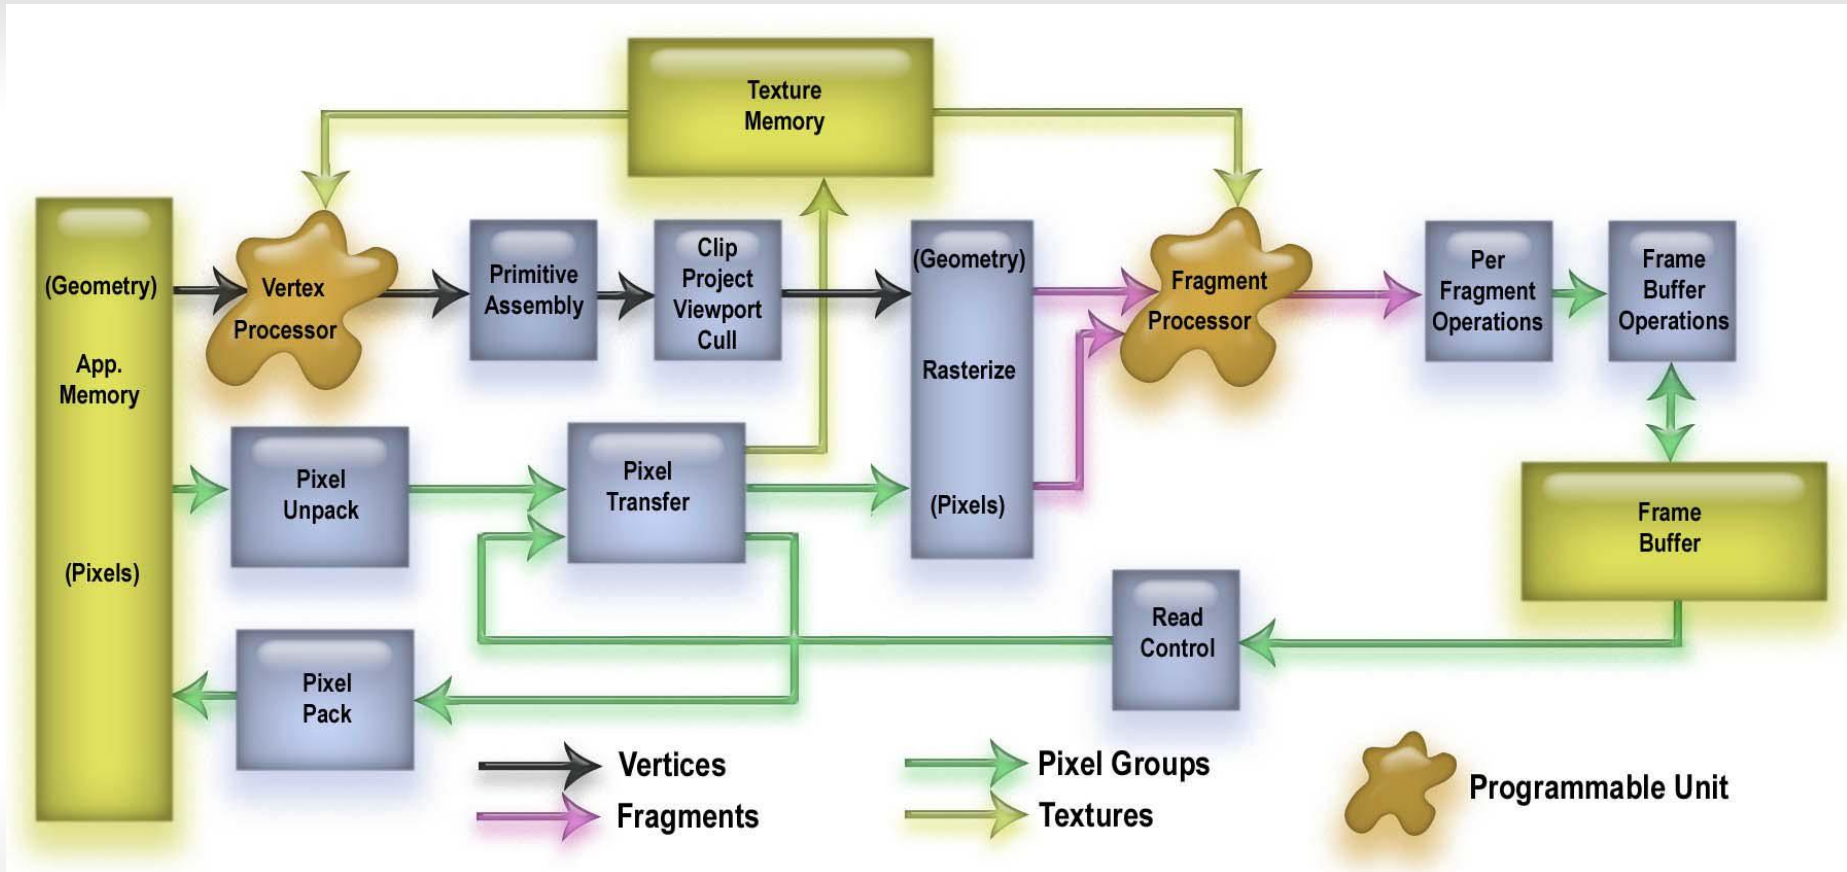 Texture
Memory
(Geometry)
App.
Memory
(Pixels)
Vertex
Processor
Primitive
Assembly
Clip
Project
Viewport
Cull
(Geometry)
Rasterize
(Pixels)
Fragment
Processor
Per
Fragment
Operations
Frame
Buffer
Operations
Pixel
Unpack
Pixel
Transfer
Frame
Buffer
Pixel
Pack
Read
Control
Vertices
Fragments
Pixel Groups
Textures
Programmable Unit